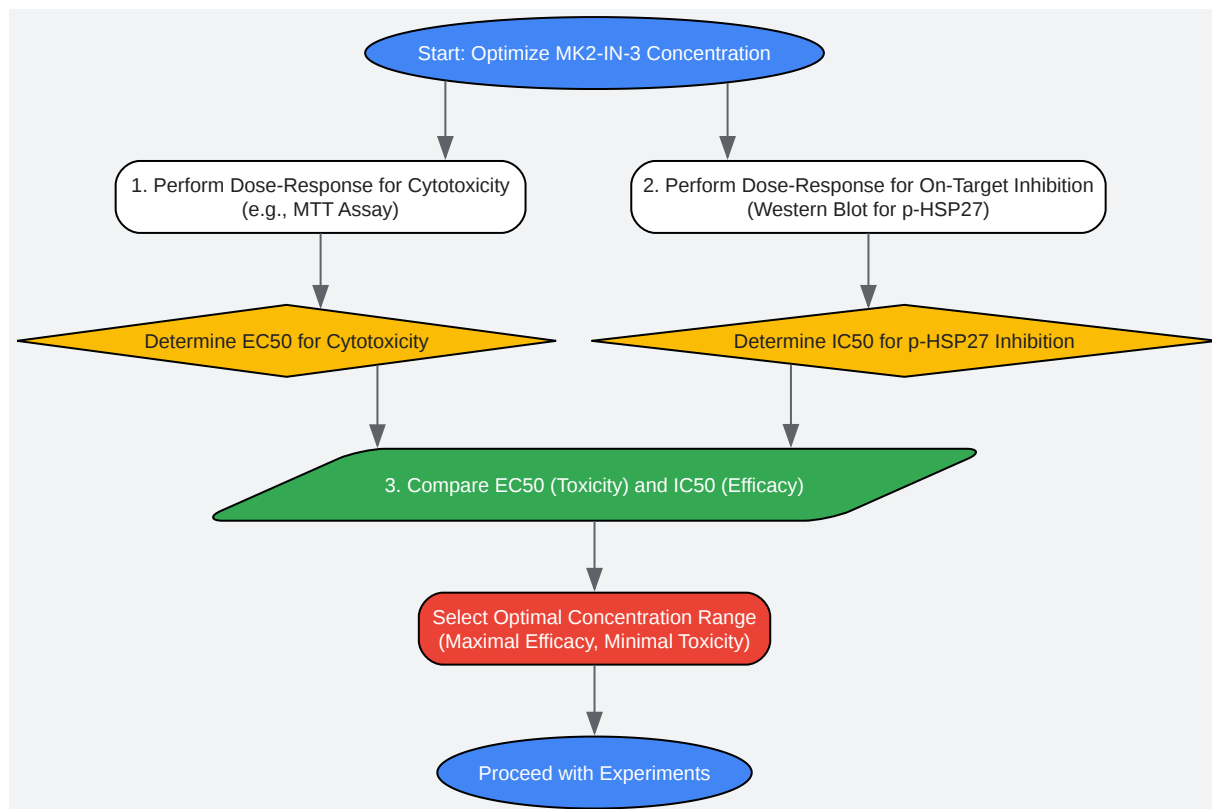 Start: Optimize MK2-IN-3 Concentration
1. Perform Dose-Response for Cytotoxicity
(e.g., MTT Assay)
2. Perform Dose-Response for On-Target Inhibition
(Western Blot for p-HSP27)
Determine EC50 for Cytotoxicity
Determine IC50 for p-HSP27 Inhibition
3. Compare EC50 (Toxicity) and IC50 (Efficacy)
Select Optimal Concentration Range
(Maximal Efficacy, Minimal Toxicity)
Proceed with Experiments